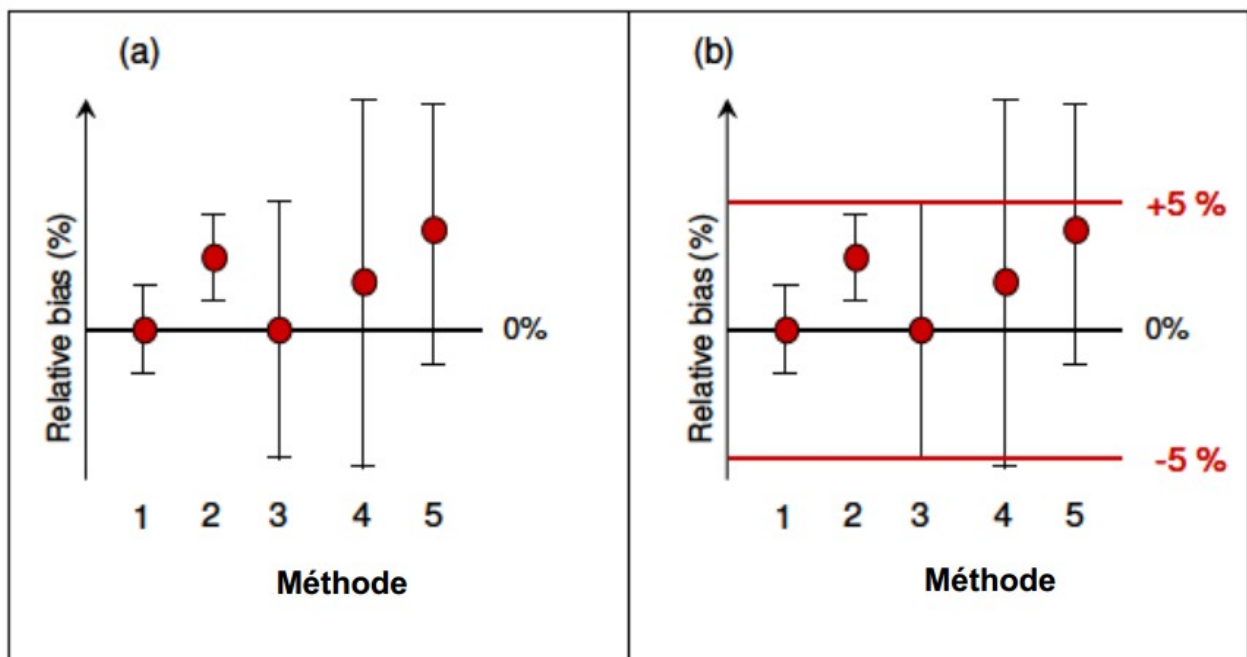 (a)
Relative bias (%)
0%
1 2 3 4 5
Méthode
(b)
Relative bias (%)
+5 %
0%
-5 %
1 2 3 4 5
Méthode